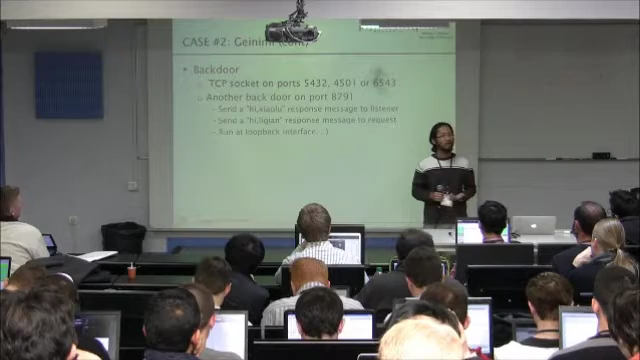 CASE #2: Geinimi (cont)
• Backdoor
TCP socket on ports 5432, 4501 or 6543
Another back door on port 8791
- Send a "hi,xiaolu" response message to listener
- Send a "hi,liqian" response message to request
- Run at loopback interface. :)